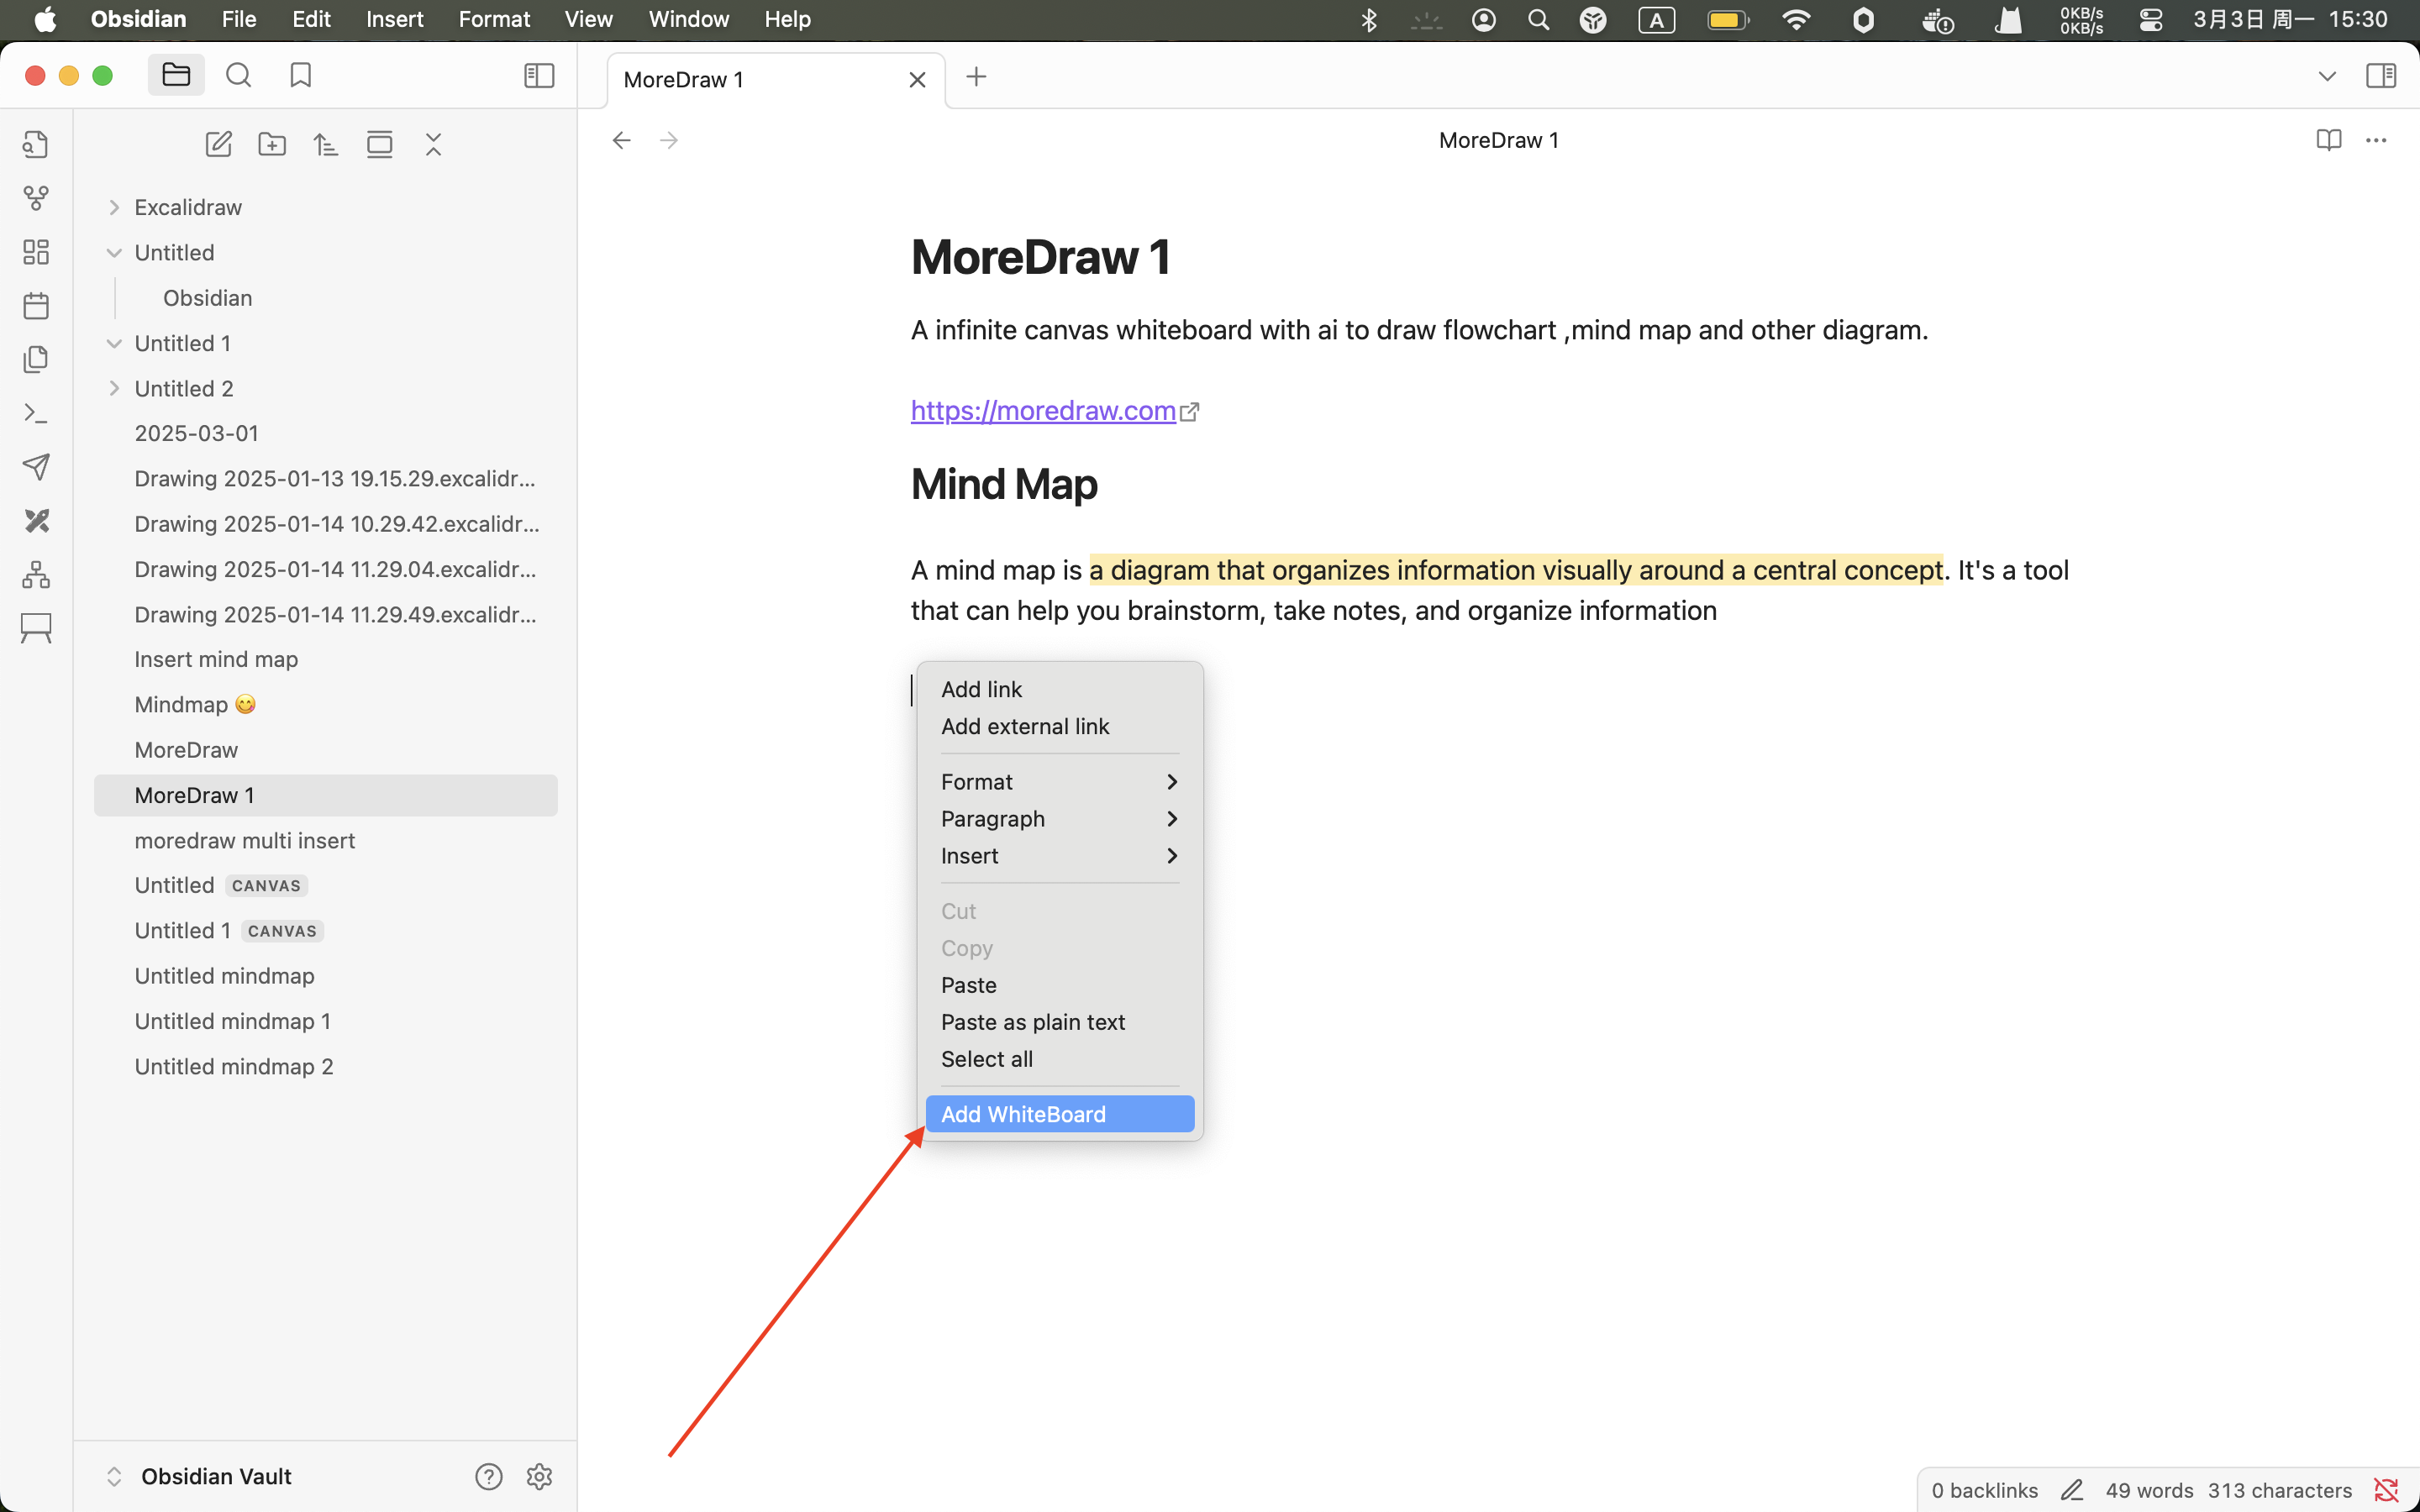 Obsidian File Edit Insert Format View Window Help A 0KB/s 0KB/s 3月3日 周一 15:30
MoreDraw 1
MoreDraw 1
Excalidraw
Untitled
Obsidian
Untitled 1
Untitled 2
2025-03-01
Drawing 2025-01-13 19.15.29.excalidr...
Drawing 2025-01-14 10.29.42.excalidr...
Drawing 2025-01-14 11.29.04.excalidr...
Drawing 2025-01-14 11.29.49.excalidr...
Insert mind map
Mindmap 😋
MoreDraw
MoreDraw 1
moredraw multi insert
Untitled CANVAS
Untitled 1 CANVAS
Untitled mindmap
Untitled mindmap 1
Untitled mindmap 2
Obsidian Vault
MoreDraw 1
A infinite canvas whiteboard with ai to draw flowchart ,mind map and other diagram.
https://moredraw.com
Mind Map
A mind map is a diagram that organizes information visually around a central concept. It's a tool
that can help you brainstorm, take notes, and organize information
Add link
Add external link
Format
Paragraph
Insert
Cut
Copy
Paste
Paste as plain text
Select all
Add WhiteBoard
0 backlinks 49 words 313 characters